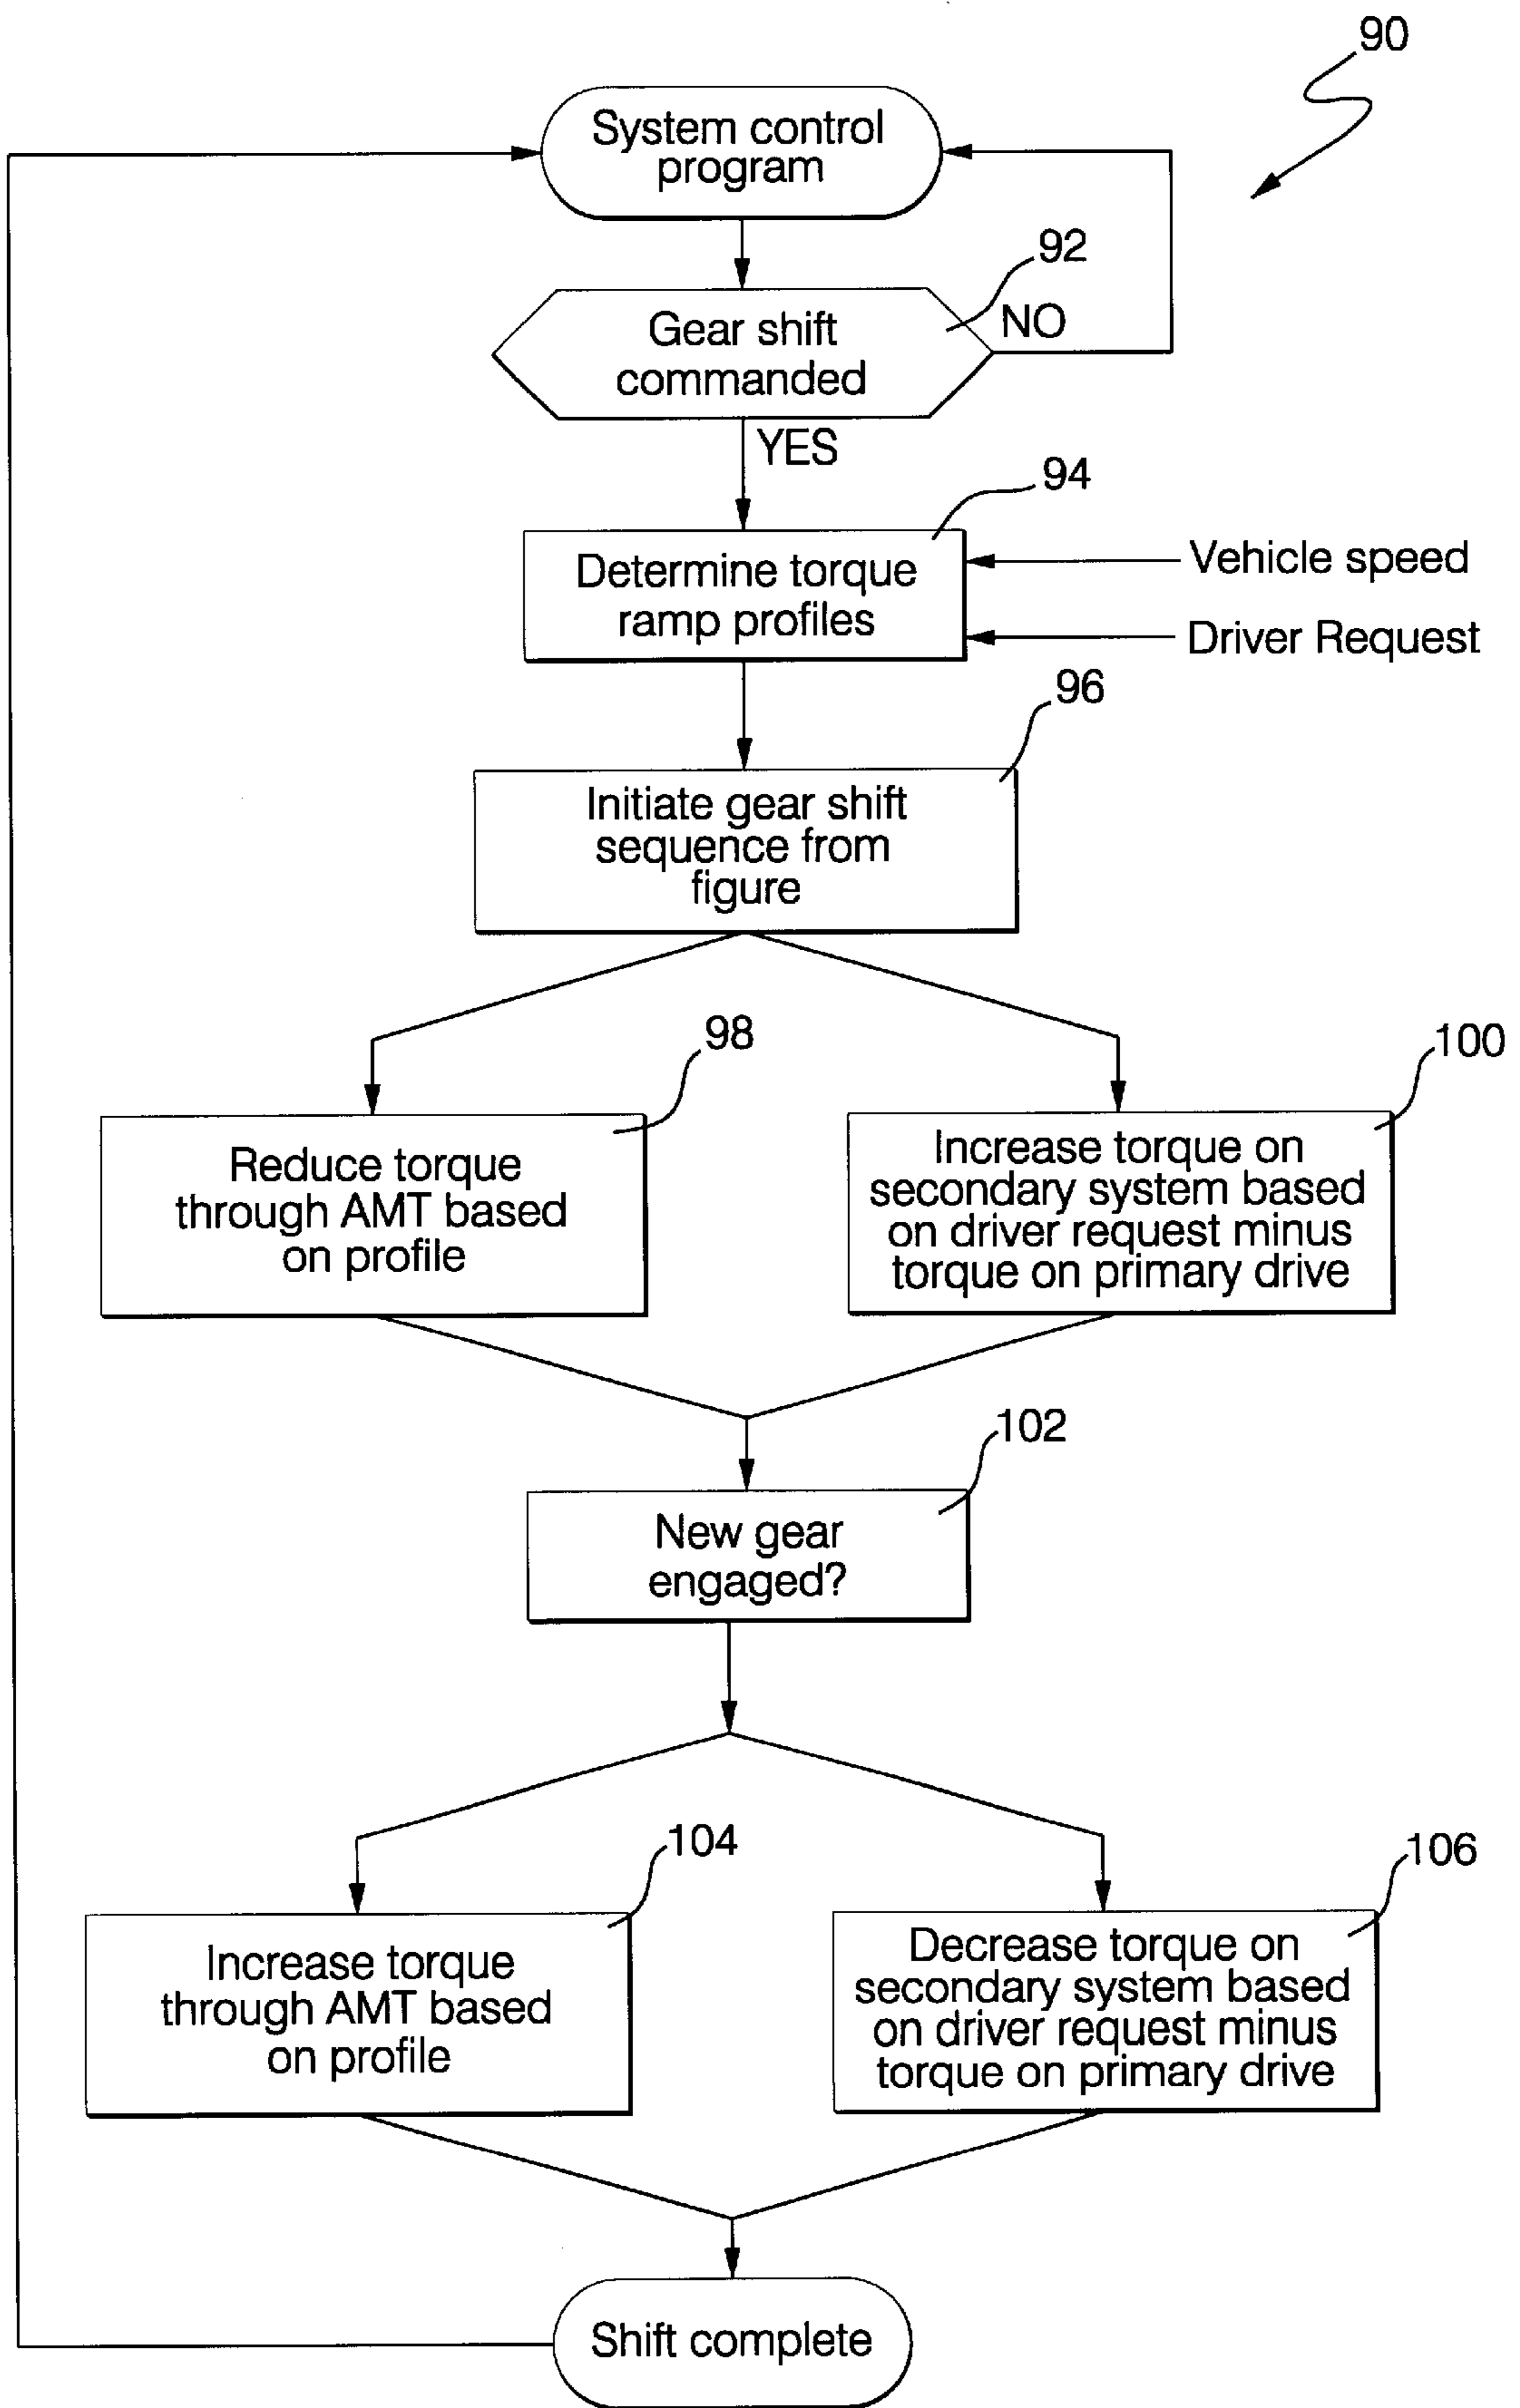 90
System control
program
92
Gear shift
commanded
NO
YES
94
Determine torque
ramp profiles
Vehicle speed
Driver Request
96
Initiate gear shift
sequence from
figure
98
Reduce torque
through AMT based
on profile
100
Increase torque on
secondary system based
on driver request minus
torque on primary drive
102
New gear
engaged?
104
Increase torque
through AMT based
on profile
106
Decrease torque on
secondary system based
on driver request minus
torque on primary drive
Shift complete